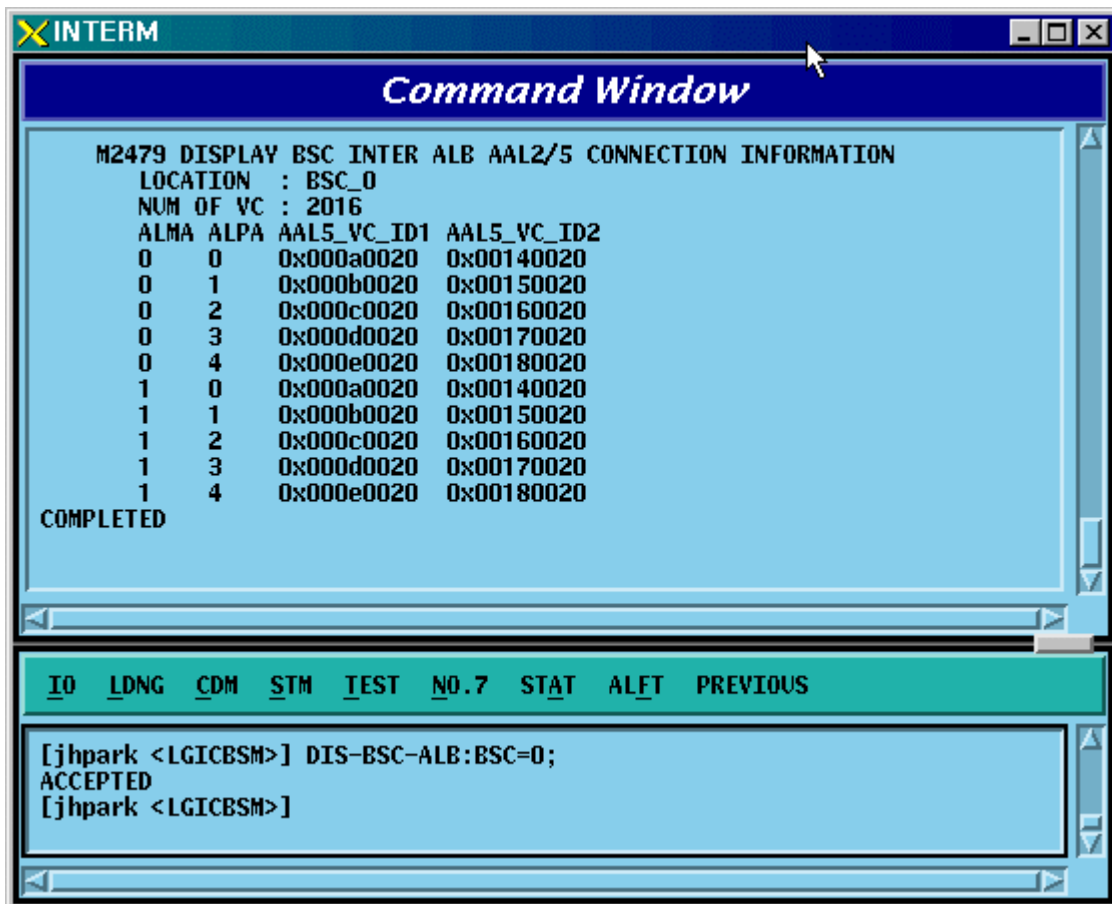 INTERM
Command Window
M2479 DISPLAY BSC INTER ALB AAL2/5 CONNECTION INFORMATION
LOCATION : BSC_0
NUM OF VC : 2016
ALMA ALPA AAL5_VC_ID1 AAL5_VC_ID2
0 0 0x000a0020 0x00140020
0 1 0x000b0020 0x00150020
0 2 0x000c0020 0x00160020
0 3 0x000d0020 0x00170020
0 4 0x000e0020 0x00180020
1 0 0x000a0020 0x00140020
1 1 0x000b0020 0x00150020
1 2 0x000c0020 0x00160020
1 3 0x000d0020 0x00170020
1 4 0x000e0020 0x00180020
COMPLETED
IO LDNG CDM STM TEST NO.7 STAT ALFT PREVIOUS
[jhpark <LGICBSM>] DIS-BSC-ALB:BSC=0;
ACCEPTED
[jhpark <LGICBSM>]